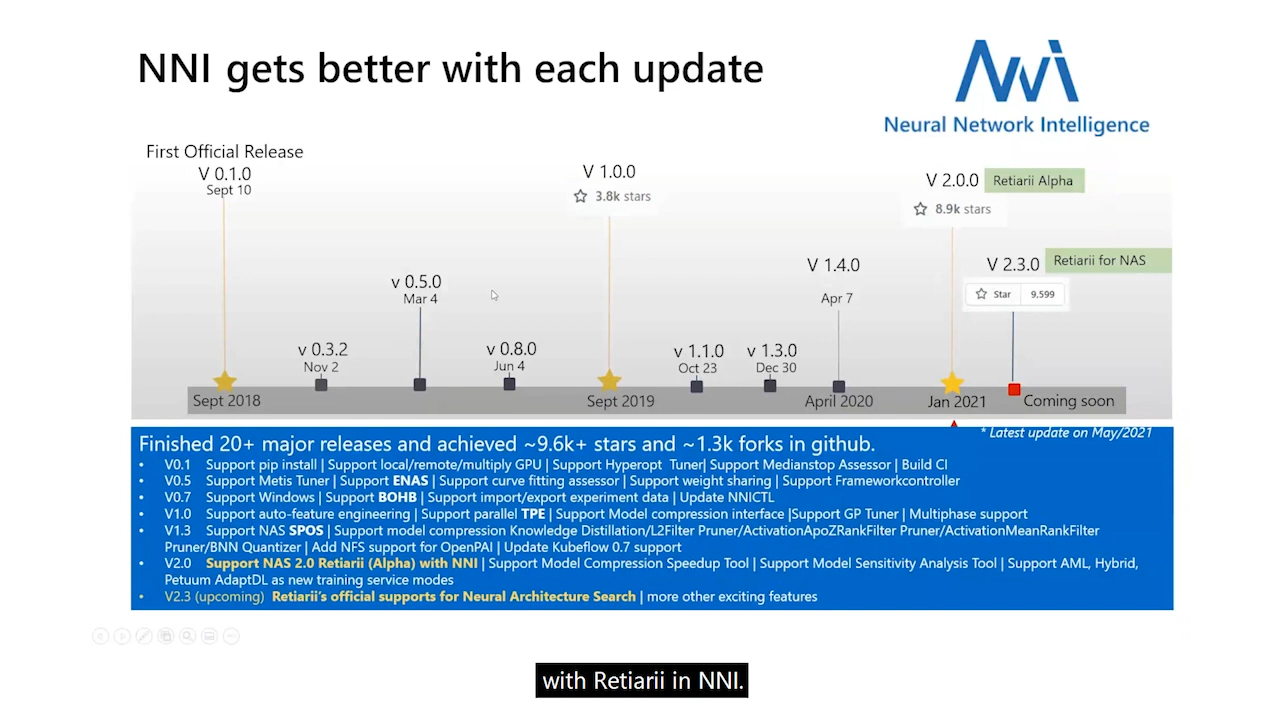 NNI gets better with each update
NNI
Neural Network Intelligence
First Official Release
V 0.1.0
Sept 10
V 1.0.0
3.8k stars
V 2.0.0 Retiarii Alpha
8.9k stars
v 0.5.0
Mar 4
V 1.4.0
Apr 7
V 2.3.0 Retiarii for NAS
Star 9,599
v 0.3.2
Nov 2
v 0.8.0
Jun 4
v 1.1.0
Oct 23
v 1.3.0
Dec 30
Sept 2018 Sept 2019 April 2020 Jan 2021 Coming soon
* Latest update on May/2021
Finished 20+ major releases and achieved ~9.6k+ stars and ~1.3k forks in github.
• V0.1 Support pip install | Support local/remote/multiply GPU | Support Hyperopt Tuner| Support Medianstop Assessor | Build CI
• V0.5 Support Metis Tuner | Support ENAS | Support curve fitting assessor | Support weight sharing | Support Frameworkcontroller
• V0.7 Support Windows | Support BOHB | Support import/export experiment data | Update NNICTL
• V1.0 Support auto-feature engineering | Support parallel TPE | Support Model compression interface |Support GP Tuner | Multiphase support
• V1.3 Support NAS SPOS | Support model compression Knowledge Distillation/L2Filter Pruner/ActivationApoZRankFilter Pruner/ActivationMeanRankFilter
Pruner/BNN Quantizer | Add NFS support for OpenPAI | Update Kubeflow 0.7 support
• V2.0 Support NAS 2.0 Retiarii (Alpha) with NNI | Support Model Compression Speedup Tool | Support Model Sensitivity Analysis Tool | Support AML, Hybrid,
Petuum AdaptDL as new training service modes
• V2.3 (upcoming) Retiarii's official supports for Neural Architecture Search | more other exciting features
with Retiarii in NNI.